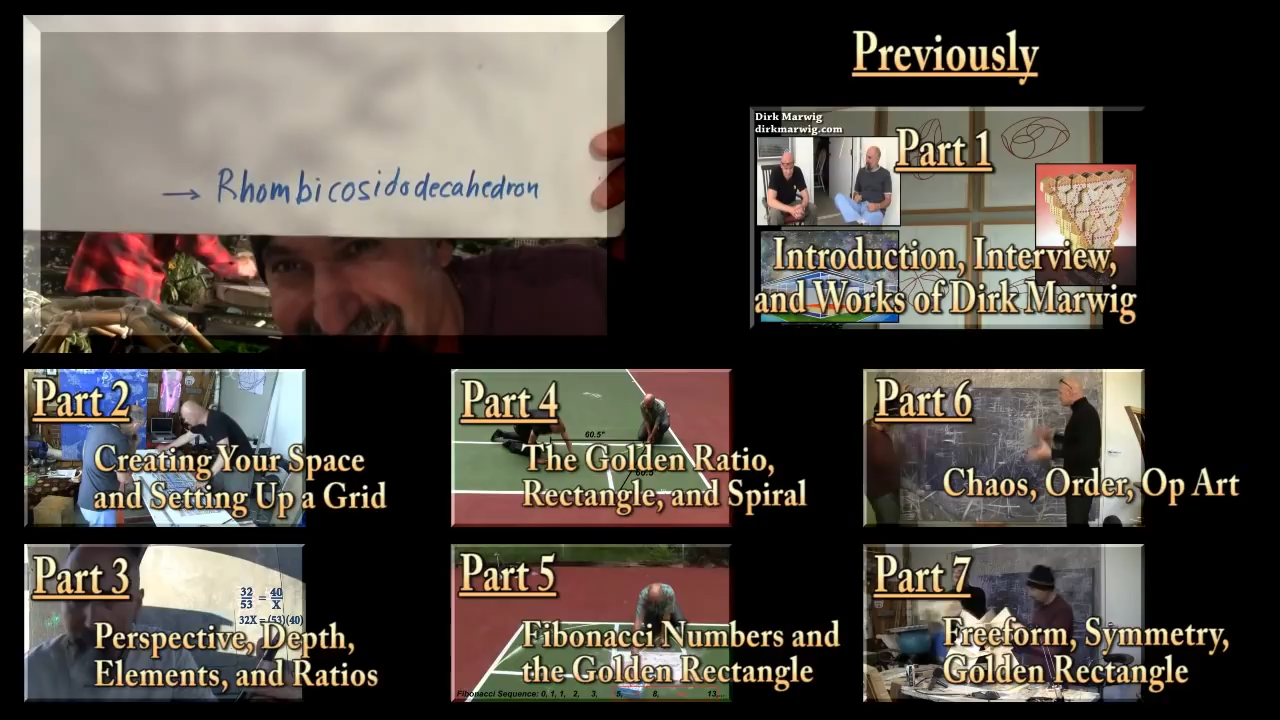 → Rhombicosidodecahedron
Previously
Dirk Marwig
dirkmarwig.com
Part 1
Introduction, Interview,
and Works of Dirk Marwig
Part 2
Creating Your Space
and Setting Up a Grid
Part 4
60.5"
The Golden Ratio,
Rectangle, and Spiral
Part 6
Chaos, Order, Op Art
Part 3
32/53 = 40/X
32X = (53)(40)
Perspective, Depth,
Elements, and Ratios
Part 5
Fibonacci Numbers and
the Golden Rectangle
Fibonacci Sequence: 0, 1, 1, 2, 3, 5, 8, 13,...
Part 7
Freeform, Symmetry,
Golden Rectangle